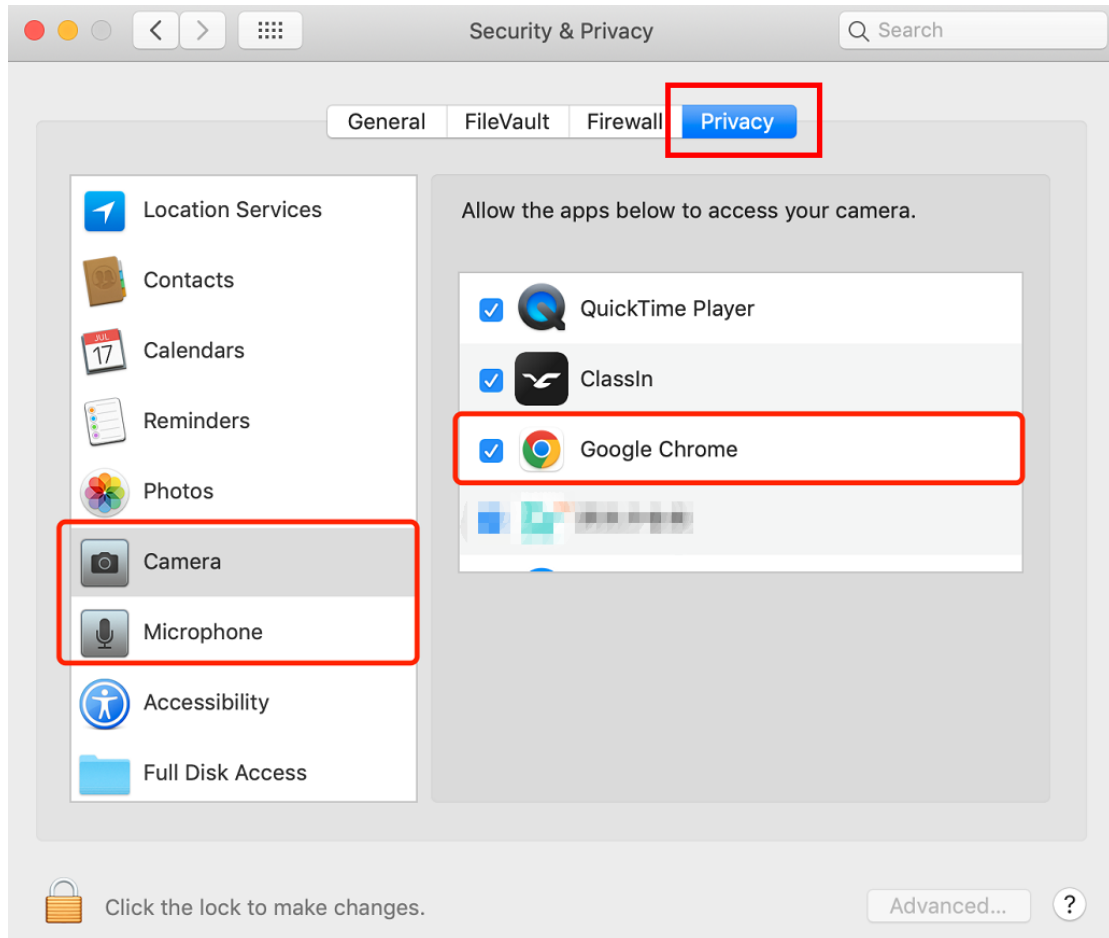 Security & Privacy
Search
General FileVault Firewall Privacy
Location Services
Contacts
JUL
17
Calendars
Reminders
Photos
Camera
Microphone
Accessibility
Full Disk Access
Allow the apps below to access your camera.
QuickTime Player
ClassIn
Google Chrome
Click the lock to make changes.
Advanced...
?